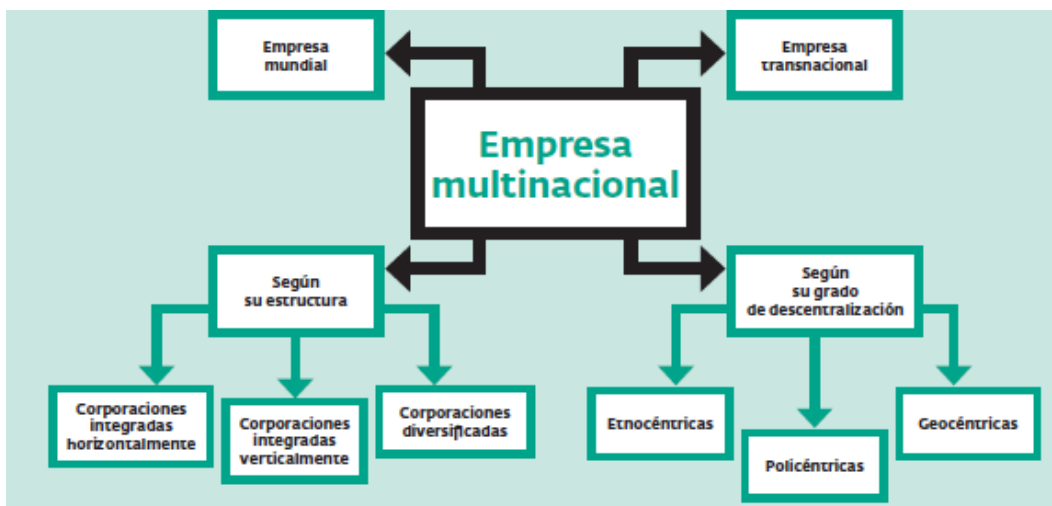 Empresa
mundial
Empresa
transnacional
Empresa
multinacional
Según
su estructura
Según
su grado
de descentralización
Corporaciones
integradas
horizontalmente
Corporaciones
integradas
verticalmente
Corporaciones
diversificadas
Etnocéntricas
Policéntricas
Geocéntricas